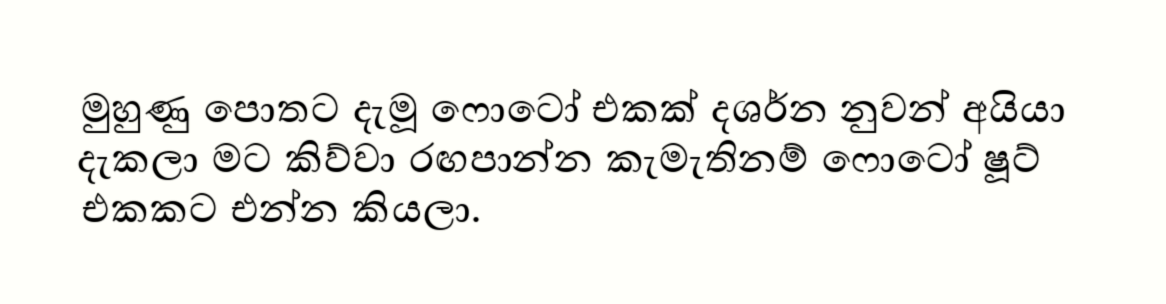 මුහුණු පොතට දැමූ ෆොටෝ එකක් දශර්න නුවන් අයියා
දැකලා මට කිව්වා රඟපාන්න කැමැතිනම් ෆොටෝ ෂූට්
එකකට එන්න කියලා.